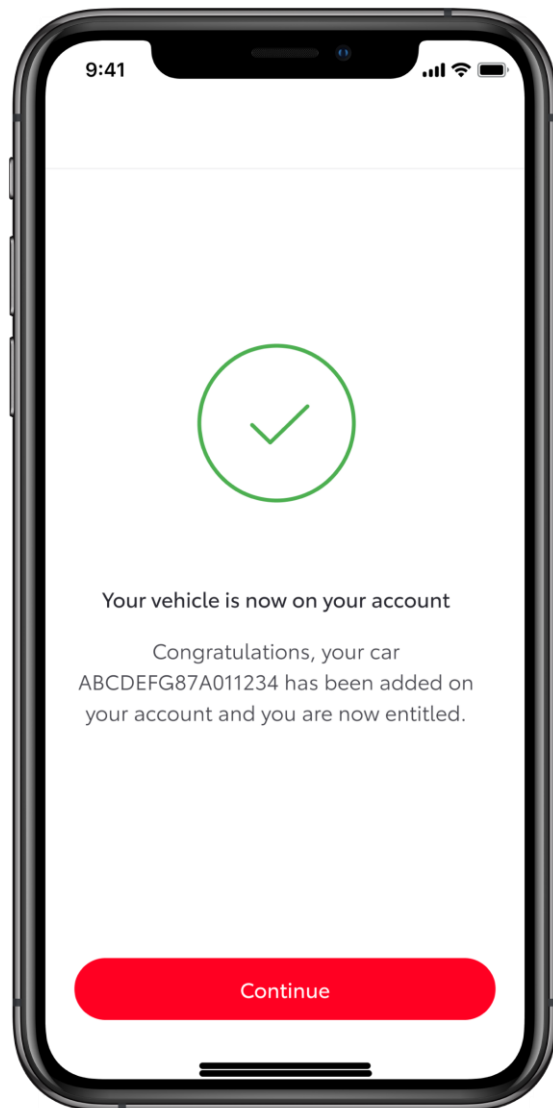 9:41
Your vehicle is now on your account
Congratulations, your car
ABCDEFG87A011234 has been added on
your account and you are now entitled.
Continue